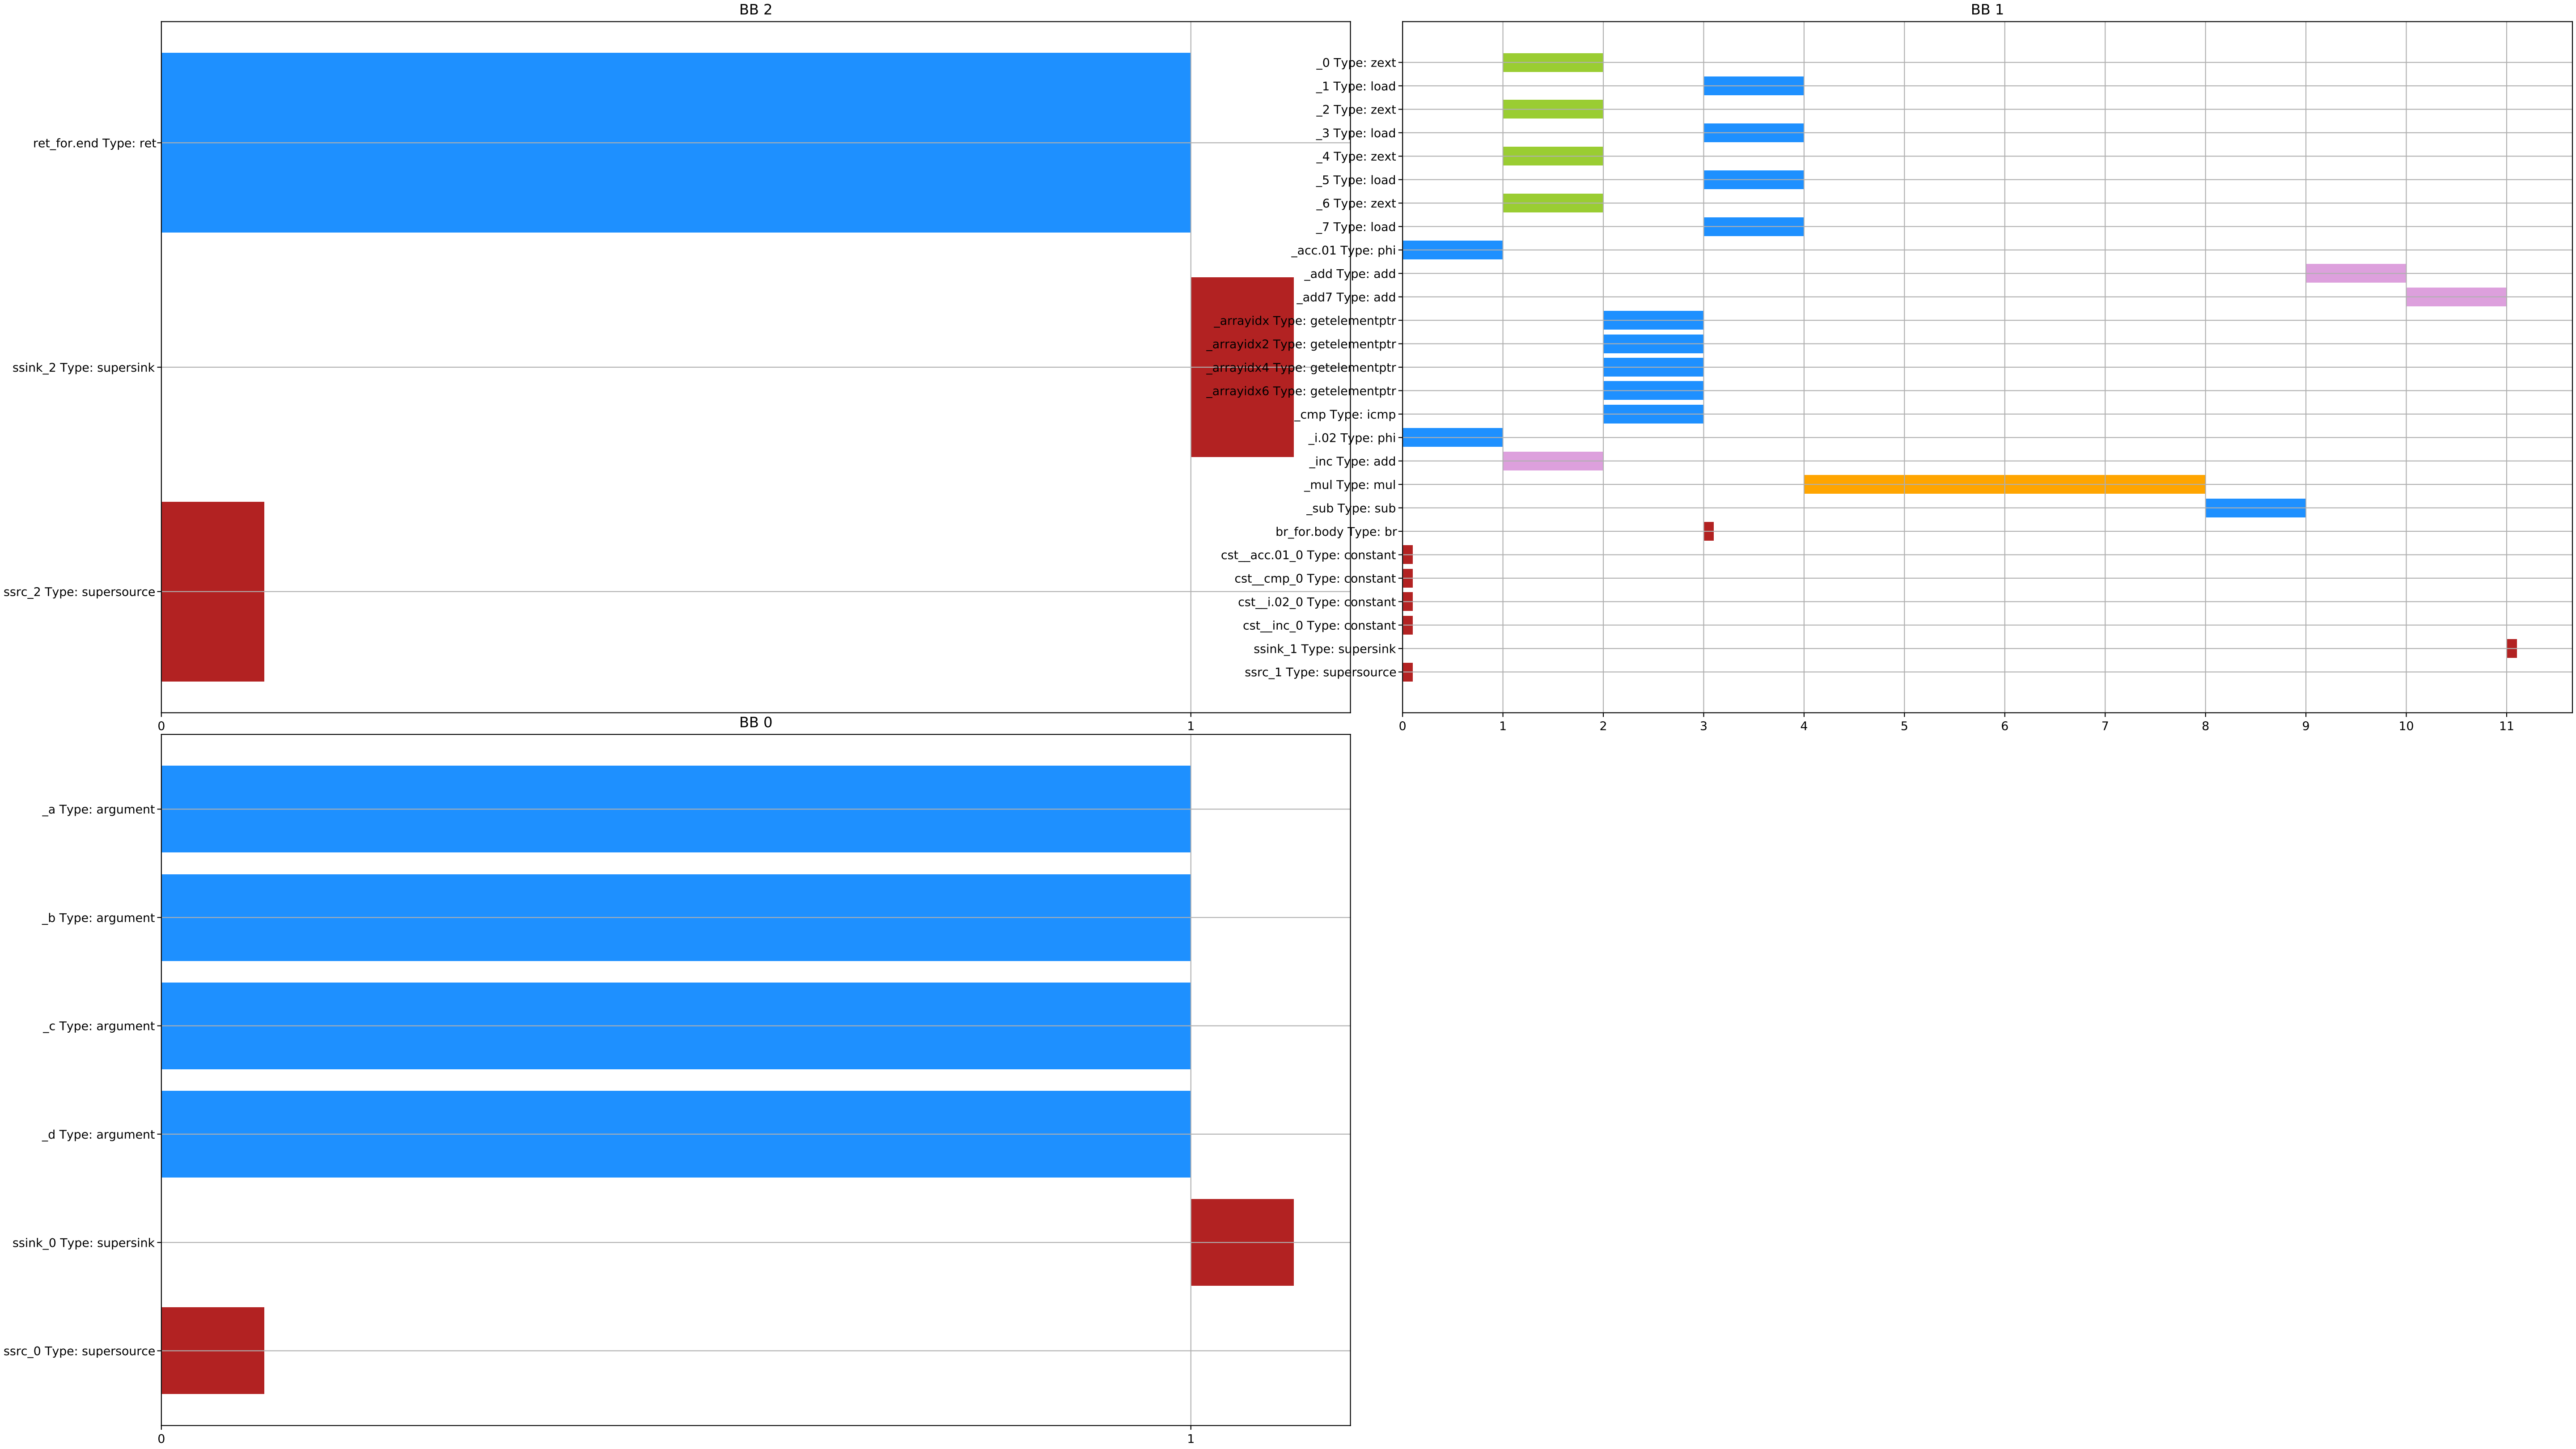 BB 2
ret_for.end Type: ret
ssink_2 Type: supersink
ssrc_2 Type: supersource
0 1
BB 1
_0 Type: zext
_1 Type: load
_2 Type: zext
_3 Type: load
_4 Type: zext
_5 Type: load
_6 Type: zext
_7 Type: load
_acc.01 Type: phi
_add Type: add
_add7 Type: add
_arrayidx Type: getelementptr
_arrayidx2 Type: getelementptr
_arrayidx4 Type: getelementptr
_arrayidx6 Type: getelementptr
_cmp Type: icmp
_i.02 Type: phi
_inc Type: add
_mul Type: mul
_sub Type: sub
br_for.body Type: br
cst__acc.01_0 Type: constant
cst__cmp_0 Type: constant
cst__i.02_0 Type: constant
cst__inc_0 Type: constant
ssink_1 Type: supersink
ssrc_1 Type: supersource
0 1 2 3 4 5 6 7 8 9 10 11
BB 0
_a Type: argument
_b Type: argument
_c Type: argument
_d Type: argument
ssink_0 Type: supersink
ssrc_0 Type: supersource
0 1